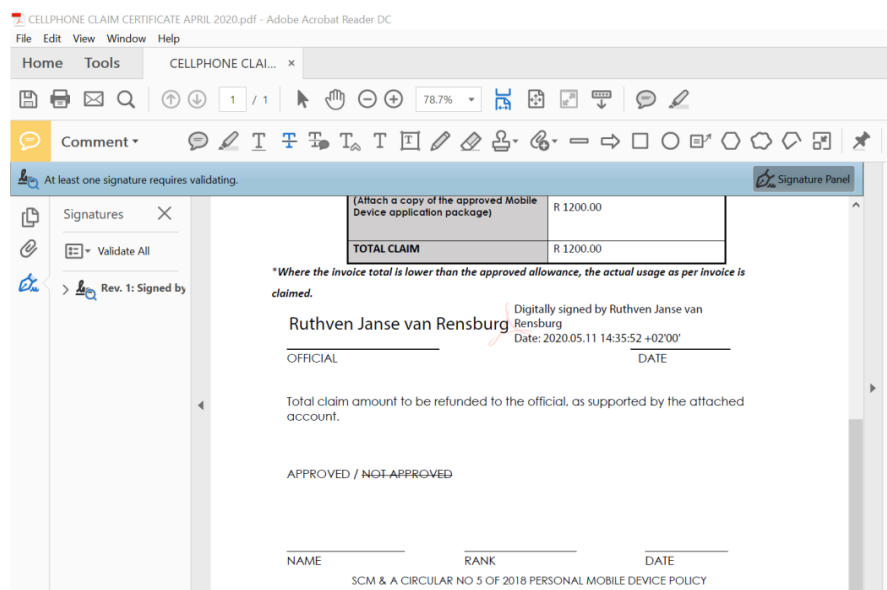 CELLPHONE CLAIM CERTIFICATE APRIL 2020.pdf - Adobe Acrobat Reader DC
File Edit View Window Help
Home Tools CELLPHONE CLAI... ×
1 / 1 78.7%
Comment
At least one signature requires validating. Signature Panel
Signatures
Validate All
Rev. 1: Signed by
(Attach a copy of the approved Mobile
Device application package) R 1200.00
TOTAL CLAIM R 1200.00
*Where the invoice total is lower than the approved allowance, the actual usage as per invoice is
claimed.
Ruthven Janse van Rensburg
Digitally signed by Ruthven Janse van
Rensburg
Date: 2020.05.11 14:35:52 +02'00'
OFFICIAL DATE
Total claim amount to be refunded to the official, as supported by the attached
account.
APPROVED / NOT APPROVED
NAME RANK DATE
SCM & A CIRCULAR NO 5 OF 2018 PERSONAL MOBILE DEVICE POLICY